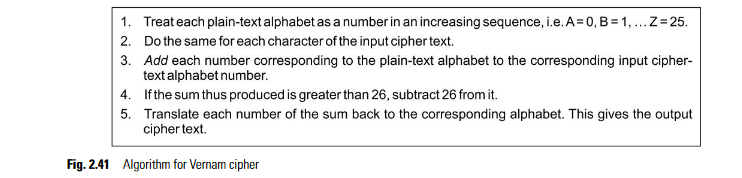 1. Treat each plain-text alphabet as a number in an increasing sequence, i.e. A = 0, B = 1, ... Z = 25.
2. Do the same for each character of the input cipher text.
3. Add each number corresponding to the plain-text alphabet to the corresponding input cipher-
text alphabet number.
4. If the sum thus produced is greater than 26, subtract 26 from it.
5. Translate each number of the sum back to the corresponding alphabet. This gives the output
cipher text.
Fig. 2.41 Algorithm for Vernam cipher